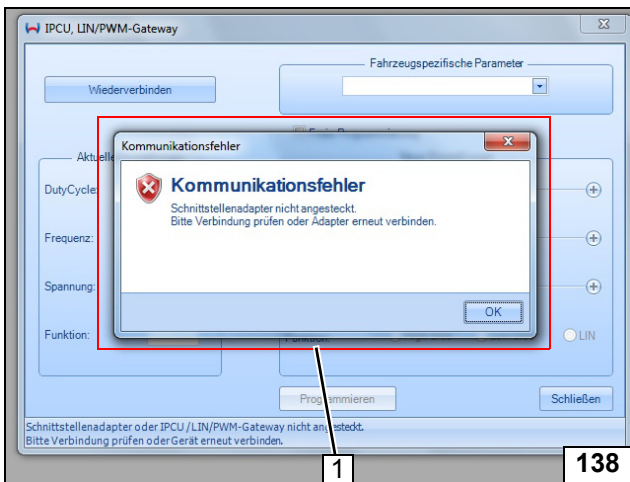 IPCU, LIN/PWM-Gateway
Fahrzeugspezifische Parameter
Wiederverbinden
Kommunikationsfehler
Aktuelle
Kommunikationsfehler
Schnittstellenadapter nicht angesteckt.
Bitte Verbindung prüfen oder Adapter erneut verbinden.
DutyCycle:
Frequenz:
Spannung:
OK
Funktion:
Funktion:
LIN
Programmieren
Schließen
Schnittstellenadapter oder IPCU /LIN/PWM-Gateway nicht angesteckt.
Bitte Verbindung prüfen oder Gerät erneut verbinden.
1
138